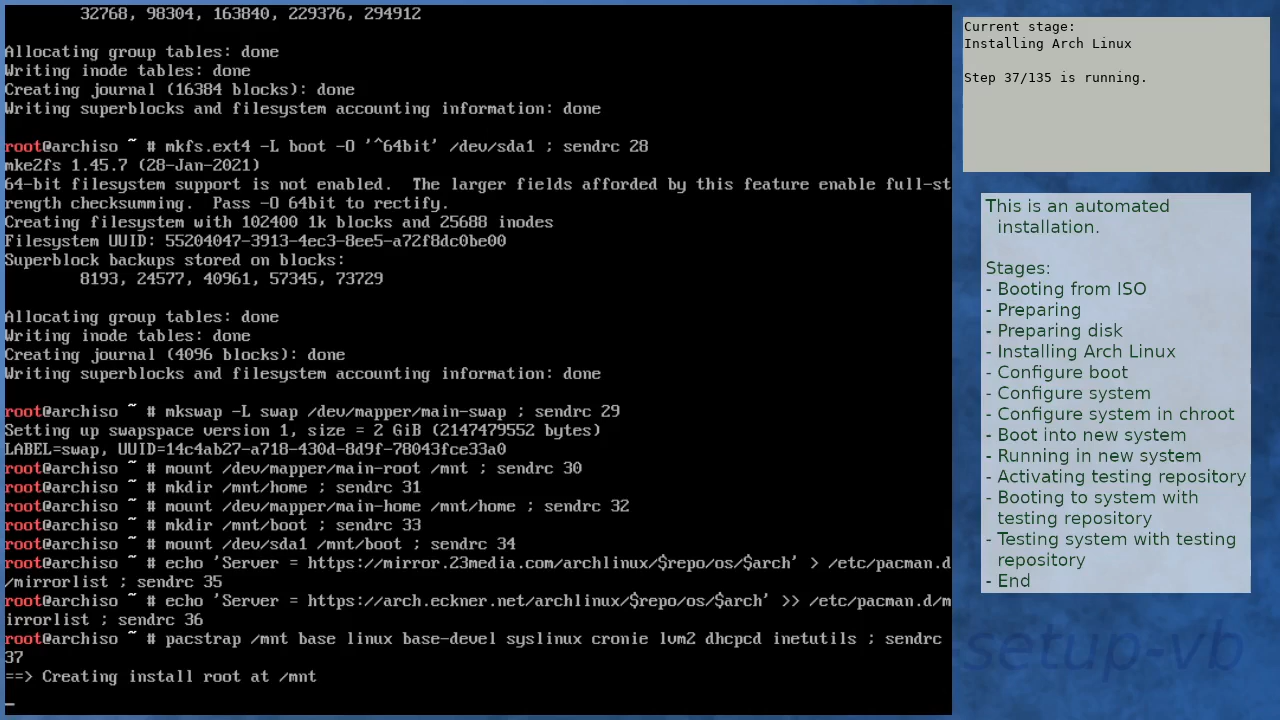 32768, 98304, 163840, 229376, 294912
Allocating group tables: done
Writing inode tables: done
Creating journal (16384 blocks): done
Writing superblocks and filesystem accounting information: done
root@archiso ~ # mkfs.ext4 -L boot -O '^64bit' /dev/sda1 ; sendrc 28
mke2fs 1.45.7 (28-Jan-2021)
64-bit filesystem support is not enabled.  The larger fields afforded by this feature enable full-st
rength checksumming.  Pass -O 64bit to rectify.
Creating filesystem with 102400 1k blocks and 25688 inodes
Filesystem UUID: 55204047-3913-4ec3-8ee5-a72f8dc0be00
Superblock backups stored on blocks:
8193, 24577, 40961, 57345, 73729
Allocating group tables: done
Writing inode tables: done
Creating journal (4096 blocks): done
Writing superblocks and filesystem accounting information: done
root@archiso ~ # mkswap -L swap /dev/mapper/main-swap ; sendrc 29
Setting up swapspace version 1, size = 2 GiB (2147479552 bytes)
LABEL=swap, UUID=14c4ab27-a718-430d-8d9f-78043fce33a0
root@archiso ~ # mount /dev/mapper/main-root /mnt ; sendrc 30
root@archiso ~ # mkdir /mnt/home ; sendrc 31
root@archiso ~ # mount /dev/mapper/main-home /mnt/home ; sendrc 32
root@archiso ~ # mkdir /mnt/boot ; sendrc 33
root@archiso ~ # mount /dev/sda1 /mnt/boot ; sendrc 34
root@archiso ~ # echo 'Server = https://mirror.23media.com/archlinux/$repo/os/$arch' > /etc/pacman.d
/mirrorlist ; sendrc 35
root@archiso ~ # echo 'Server = https://arch.eckner.net/archlinux/$repo/os/$arch' >> /etc/pacman.d/m
irrorlist ; sendrc 36
root@archiso ~ # pacstrap /mnt base linux base-devel syslinux cronie lvm2 dhcpcd inetutils ; sendrc
37
==> Creating install root at /mnt
_
Current stage:
Installing Arch Linux
Step 37/135 is running.
This is an automated
installation.
Stages:
- Booting from ISO
- Preparing
- Preparing disk
- Installing Arch Linux
- Configure boot
- Configure system
- Configure system in chroot
- Boot into new system
- Running in new system
- Activating testing repository
- Booting to system with
testing repository
- Testing system with testing
repository
- End
setup-vb